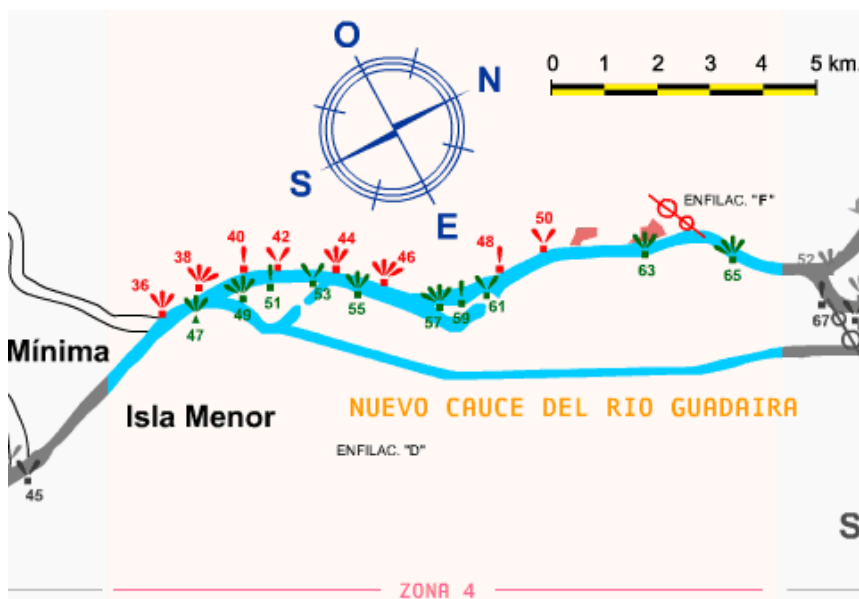 O
N
S
E
0 1 2 3 4 5 km.
ENFILAC. "F"
50
40 42 44 46 48
38
36
52
63
65
67
47
49
51
53
55
57
59
61
Mínima
Isla Menor
NUEVO CAUCE DEL RIO GUADAIRA
ENFILAC. "D"
45
S
ZONA 4